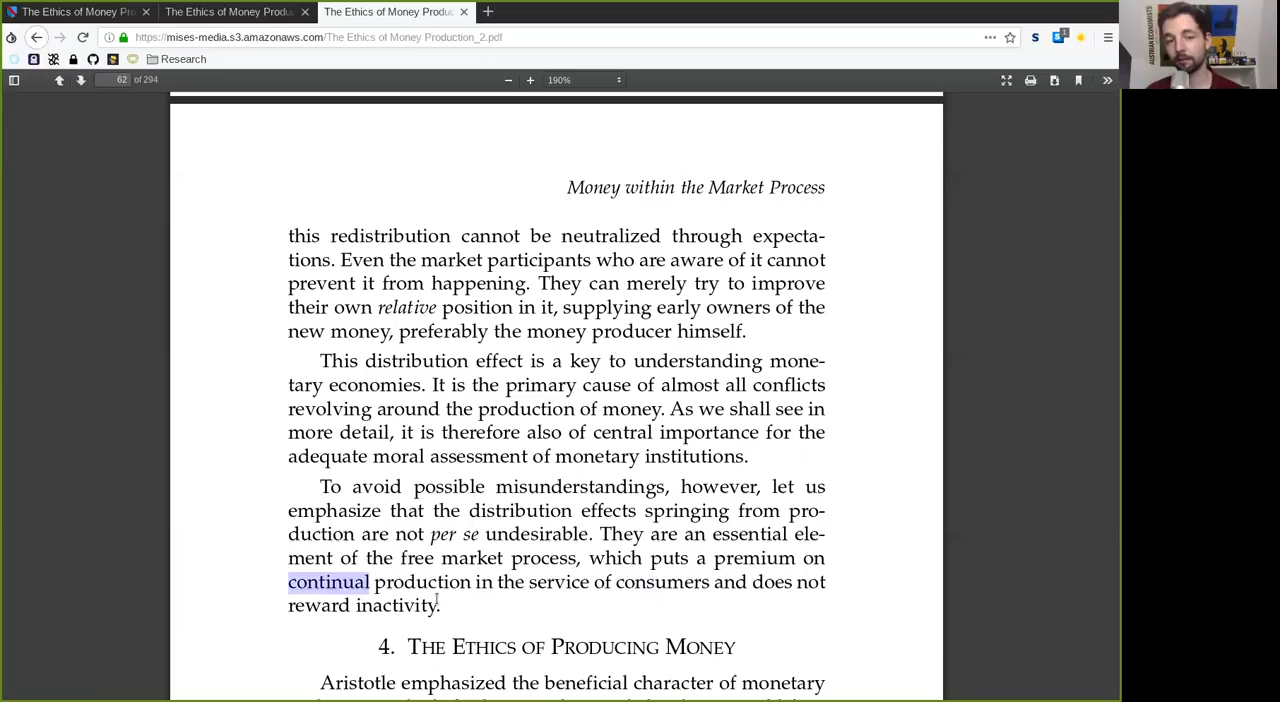 The Ethics of Money Pro
The Ethics of Money Produ
The Ethics of Money Produc
https://mises-media.s3.amazonaws.com/The Ethics of Money Production_2.pdf
S
S
1
Research
62 of 294
190%
AUSTRIAN ECONOMISTS
Money within the Market Process
this redistribution cannot be neutralized through expecta-
tions. Even the market participants who are aware of it cannot
prevent it from happening. They can merely try to improve
their own relative position in it, supplying early owners of the
new money, preferably the money producer himself.
This distribution effect is a key to understanding mone-
tary economies. It is the primary cause of almost all conflicts
revolving around the production of money. As we shall see in
more detail, it is therefore also of central importance for the
adequate moral assessment of monetary institutions.
To avoid possible misunderstandings, however, let us
emphasize that the distribution effects springing from pro-
duction are not per se undesirable. They are an essential ele-
ment of the free market process, which puts a premium on
continual production in the service of consumers and does not
reward inactivity.
4. THE ETHICS OF PRODUCING MONEY
Aristotle emphasized the beneficial character of monetary